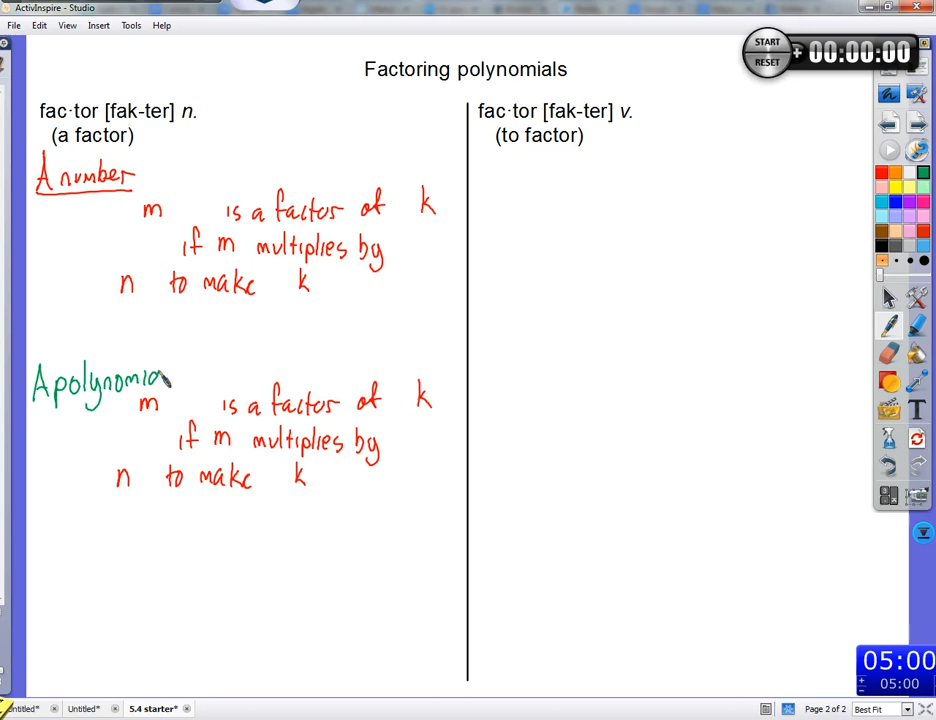 ActivInspire - Studio
File Edit View Insert Tools Help
START
RESET
00:00:00
Factoring polynomials
fac·tor [fak-ter] n.
(a factor)
A number
m is a factor of k
if m multiplies by
n to make k
A polynomia
m is a factor of k
if m multiplies by
n to make k
fac·tor [fak-ter] v.
(to factor)
05:00
05:00
ntitled* Untitled* 5.4 starter* Page 2 of 2 Best Fit